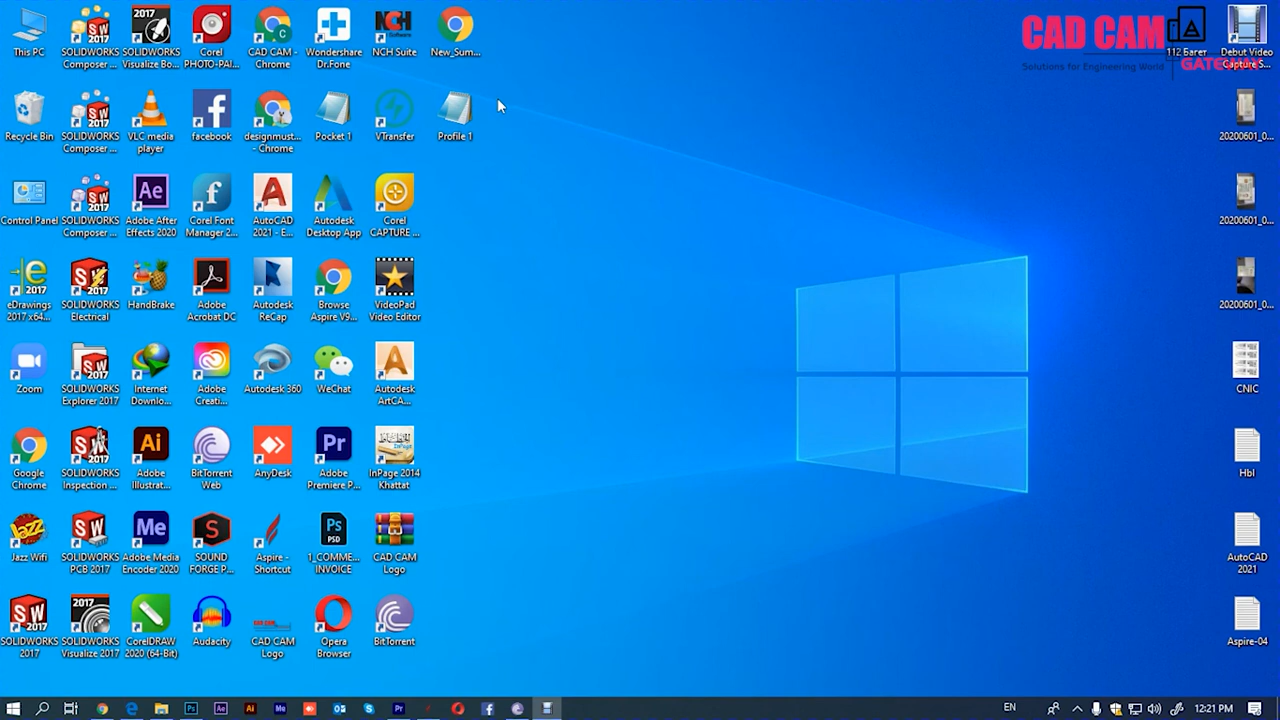 This PC
SOLIDWORKS
Composer ...
SOLIDWORKS
Visualize Bo...
Corel
PHOTO-PAI...
CAD CAM -
Chrome
Wondershare
Dr.Fone
NCH Suite
New_Sum...
CAD CAM
Solutions for Engineering World
GATEWAY
112 Багет
Debut Video
Capture S...
Recycle Bin
SOLIDWORKS
Composer ...
VLC media
player
facebook
designmust...
- Chrome
Pocket 1
VTransfer
Profile 1
20200601_0...
Control Panel
SOLIDWORKS
Composer ...
Adobe After
Effects 2020
Corel Font
Manager 2...
AutoCAD
2021 - E...
Autodesk
Desktop App
Corel
CAPTURE ...
20200601_0...
eDrawings
2017 x64...
SOLIDWORKS
Electrical
HandBrake
Adobe
Acrobat DC
Autodesk
ReCap
Browse
Aspire V9...
VideoPad
Video Editor
20200601_0...
Zoom
SOLIDWORKS
Explorer 2017
Internet
Downlo...
Adobe
Creati...
Autodesk 360
WeChat
Autodesk
ArtCA...
CNIC
Google
Chrome
SOLIDWORKS
Inspection ...
Adobe
Illustrat...
BitTorrent
Web
AnyDesk
Adobe
Premiere P...
InPage 2014
Khattat
Hbl
Jazz Wifi
SOLIDWORKS
PCB 2017
Adobe Media
Encoder 2020
SOUND
FORGE P...
Aspire -
Shortcut
1_COMME...
INVOICE
CAD CAM
Logo
AutoCAD
2021
SOLIDWORKS
2017
SOLIDWORKS
Visualize 2017
CorelDRAW
2020 (64-Bit)
Audacity
CAD CAM
Logo
Opera
Browser
BitTorrent
Aspire-04
EN
12:21 PM